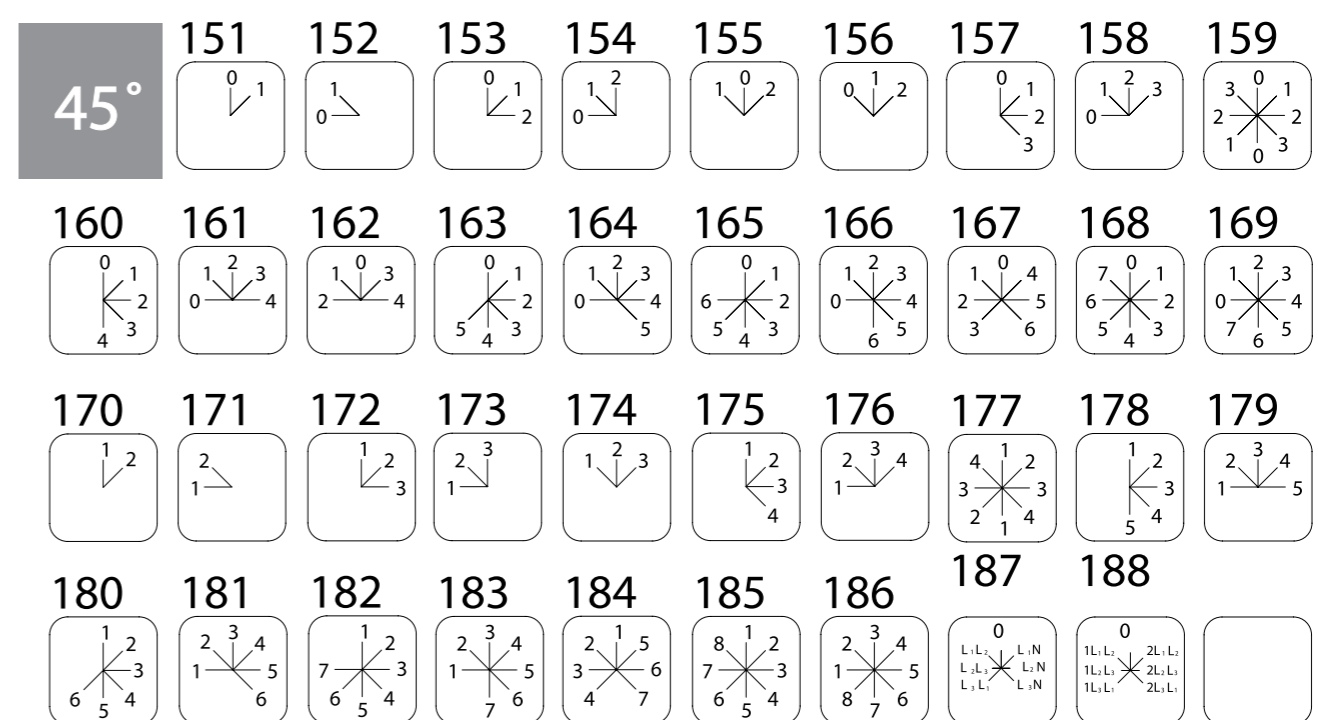 45°
151 152 153 154 155 156 157 158 159
0 0 2 0 1 0 2 0
1 1 1 1 1 2 0 2 1 1 3 3 1
0 2 0 2 0 2 2
3 1 3
0
160 161 162 163 164 165 166 167 168 169
0 2 0 0 2 0 2 0 0 2
1 1 3 1 3 1 1 3 1 1 3 1 4 7 1 1 3
2 0 4 2 4 2 0 4 6 2 0 4 2 5 6 2 0 4
3 5 3 5 5 3 5 3 6 5 3 7 5
4 4 4 6 4 6
170 171 172 173 174 175 176 177 178 179
1 1 3 2 1 3 1 1 3
2 2 2 2 1 3 2 2 4 4 2 2 2 4
1 3 1 3 1 3 3 3 1 5
4 2 4 4
1 5
180 181 182 183 184 185 186 187 188
1 3 1 3 1 1 3 0 0
2 2 4 2 2 4 2 5 8 2 2 4 L₁L₂ L₁N 1L₁L₂ 2L₁L₂
3 1 5 7 3 1 5 3 6 7 3 1 5 L₂L₃ L₂N 1L₂L₃ 2L₂L₃
6 4 6 6 4 6 4 7 6 4 8 6 L₃L₁ L₃N 1L₃L₁ 2L₃L₁
5 5 7 5 7